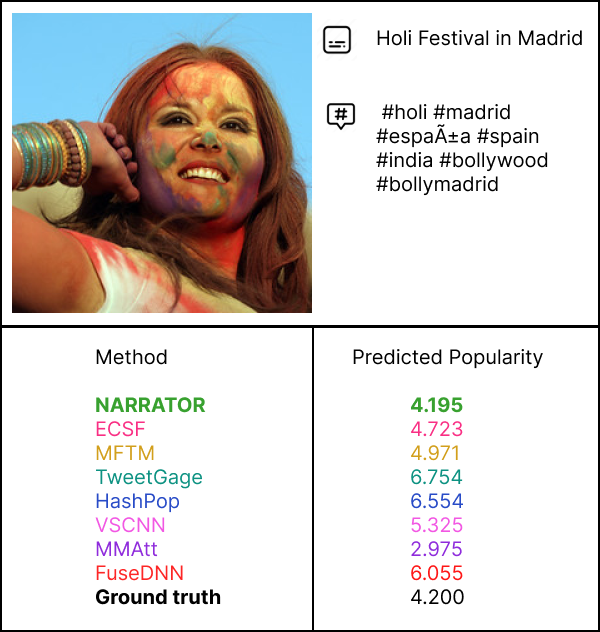 Holi Festival in Madrid
#holi #madrid
#espaÃ±a #spain
#india #bollywood
#bollymadrid
Method Predicted Popularity
NARRATOR 4.195
ECSF 4.723
MFTM 4.971
TweetGage 6.754
HashPop 6.554
VSCNN 5.325
MMAtt 2.975
FuseDNN 6.055
Ground truth 4.200